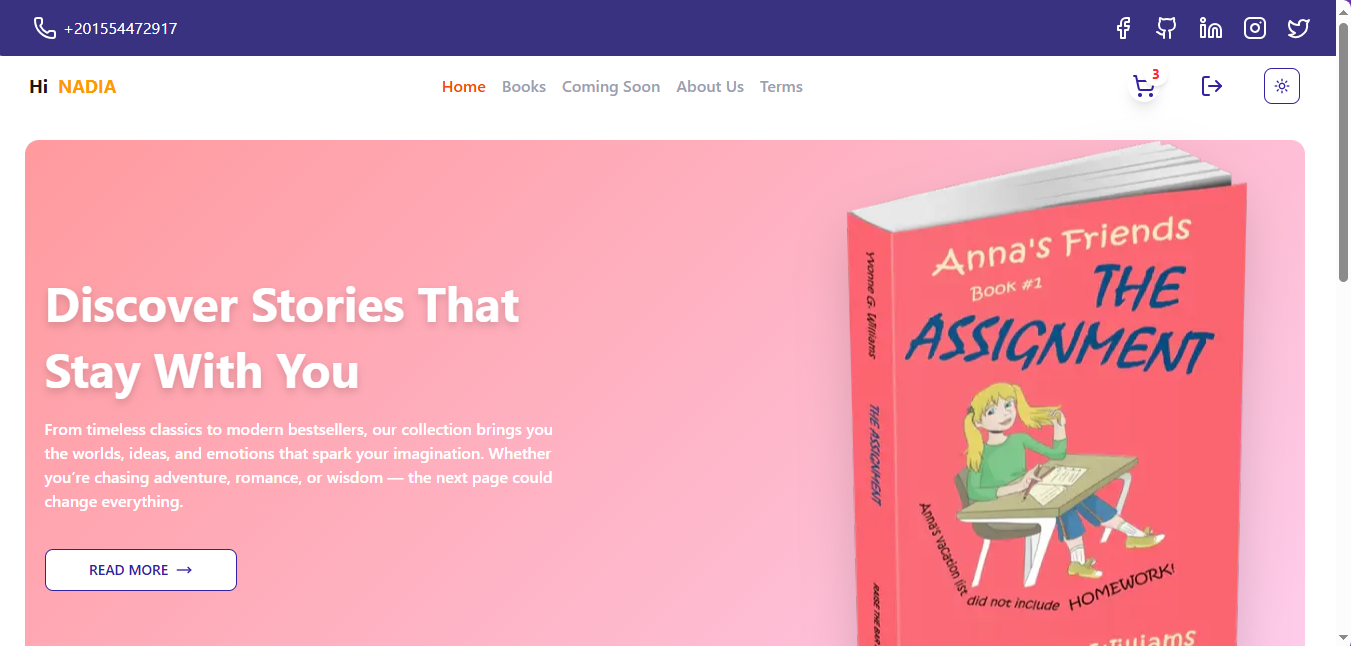 +201554472917
Hi NADIA
Home Books Coming Soon About Us Terms
3
Discover Stories That
Stay With You
From timeless classics to modern bestsellers, our collection brings you
the worlds, ideas, and emotions that spark your imagination. Whether
you’re chasing adventure, romance, or wisdom — the next page could
change everything.
READ MORE
Yvonne G. Williams
THE ASSIGNMENT
RAISE THE BAR
Anna's Friends
Book #1
THE
ASSIGNMENT
Anna's vacation list did not include HOMEWORK!
Williams